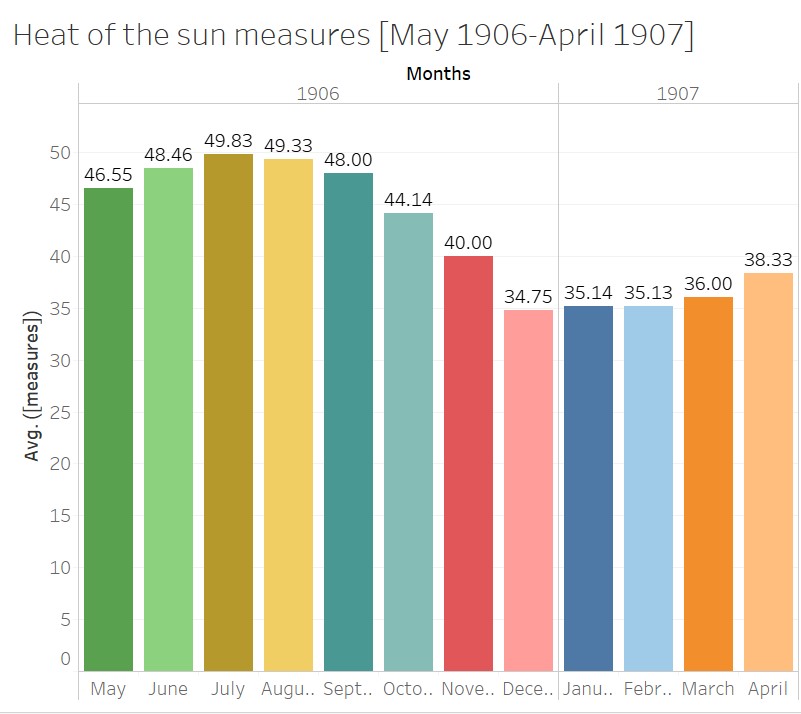 Heat of the sun measures [May 1906-April 1907]
Months
1906 1907
Avg. ([measures])
50
45
40
35
30
25
20
15
10
5
0
46.55 48.46 49.83 49.33 48.00 44.14 40.00 34.75 35.14 35.13 36.00 38.33
May June July Augu.. Sept.. Octo.. Nove.. Dece.. Janu.. Febr.. March April